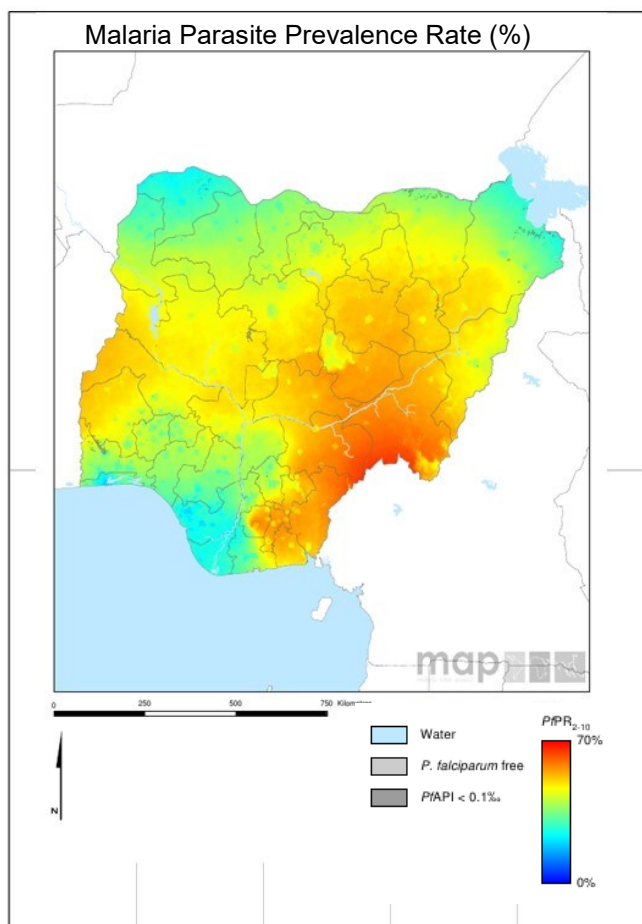 Malaria Parasite Prevalence Rate (%)
map
0 250 500 750
N
Water
P. falciparum free
PfAPI < 0.1‰
PfPR2-10
70%
0%